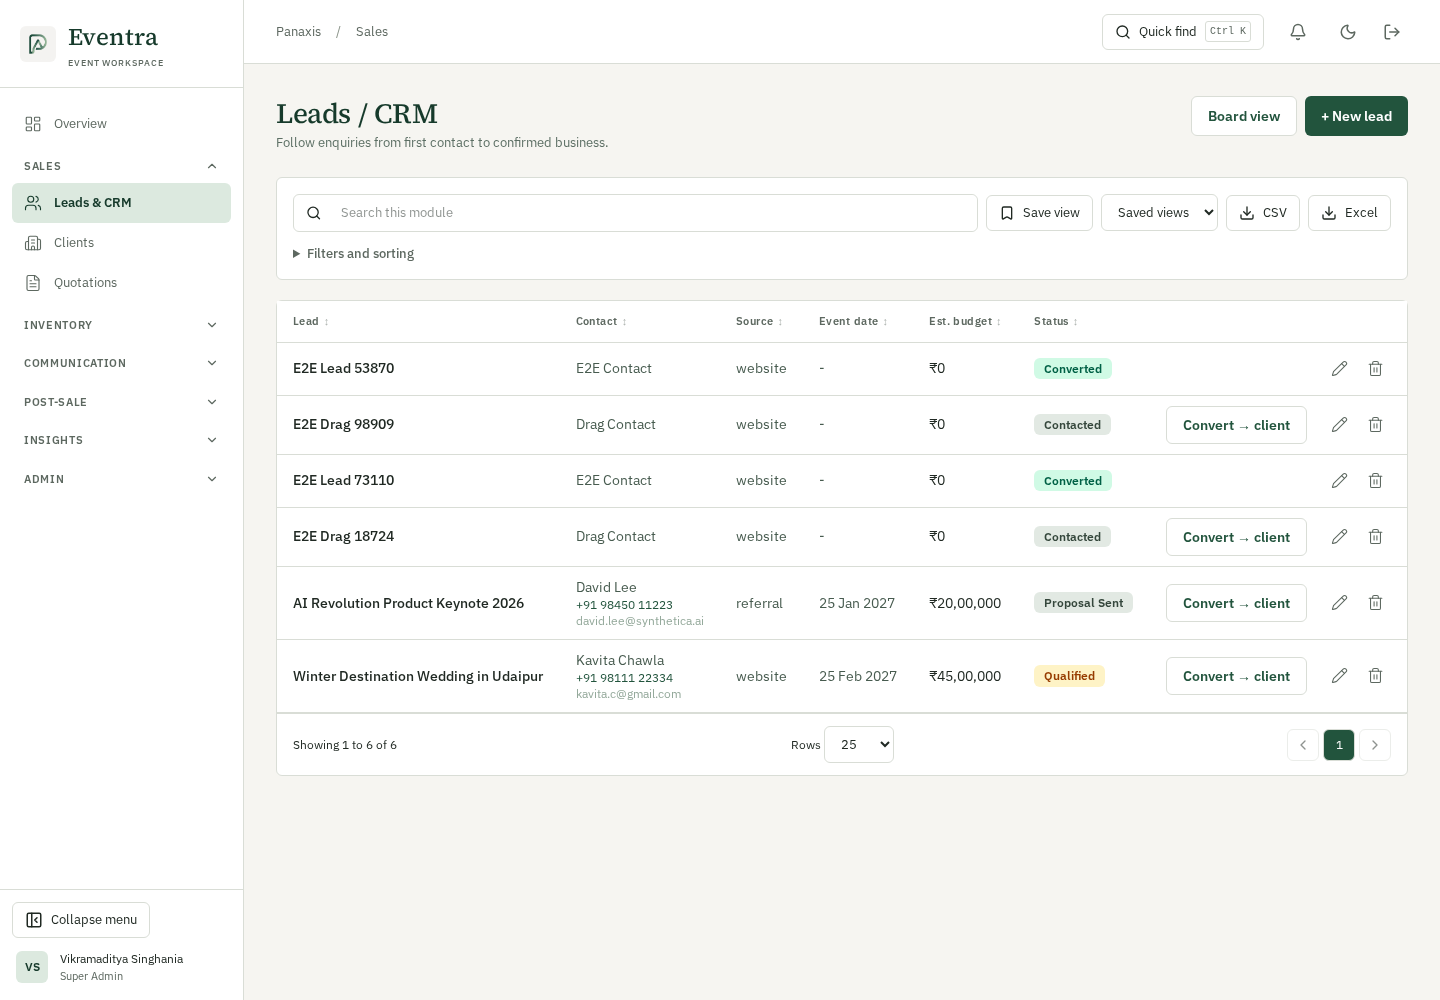 Eventra
EVENT WORKSPACE
Overview
SALES
Leads & CRM
Clients
Quotations
INVENTORY
COMMUNICATION
POST-SALE
INSIGHTS
ADMIN
Collapse menu
VS
Vikramaditya Singhania
Super Admin
Panaxis / Sales
Quick find Ctrl K
Leads / CRM
Follow enquiries from first contact to confirmed business.
Board view
+ New lead
Search this module
Save view
Saved views
CSV
Excel
Filters and sorting
Lead ↕ Contact ↕ Source ↕ Event date ↕ Est. budget ↕ Status ↕
E2E Lead 53870 E2E Contact website - ₹0 Converted
E2E Drag 98909 Drag Contact website - ₹0 Contacted Convert → client
E2E Lead 73110 E2E Contact website - ₹0 Converted
E2E Drag 18724 Drag Contact website - ₹0 Contacted Convert → client
David Lee
AI Revolution Product Keynote 2026 +91 98450 11223 referral 25 Jan 2027 ₹20,00,000 Proposal Sent Convert → client
david.lee@synthetica.ai
Kavita Chawla
Winter Destination Wedding in Udaipur +91 98111 22334 website 25 Feb 2027 ₹45,00,000 Qualified Convert → client
kavita.c@gmail.com
Showing 1 to 6 of 6 Rows 25 1